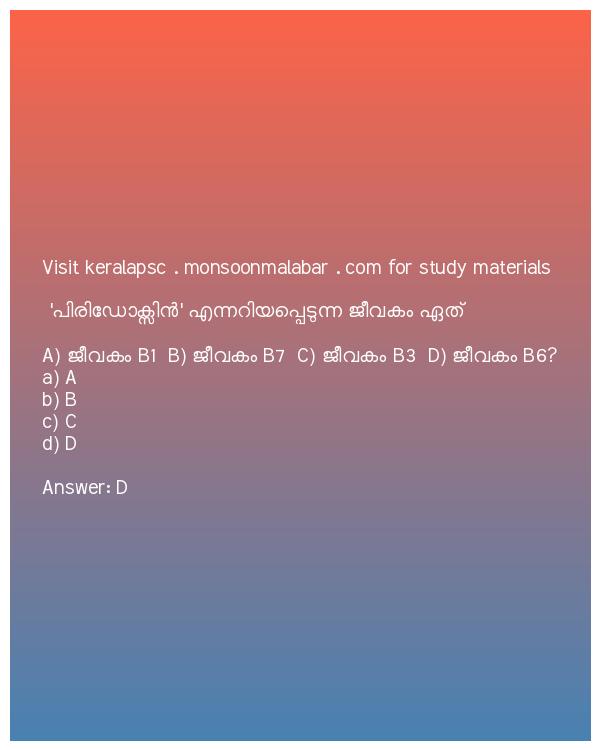 Visit keralapsc . monsoonmalabar . com for study materials
'പിരിഡോക്സിൻ' എന്നറിയപ്പെടുന്ന ജീവകം ഏത്
A) ജീവകം B1 B) ജീവകം B7 C) ജീവകം B3 D) ജീവകം B6?
a) A
b) B
c) C
d) D
Answer: D